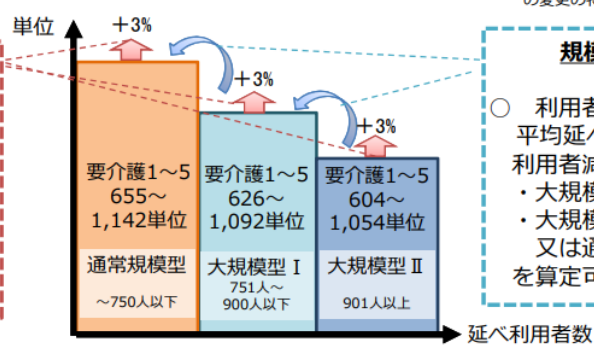 の変更の特
単位
+3%
+3%
+3%
要介護1～5
655～
1,142単位
通常規模型
～750人以下
要介護1～5
626～
1,092単位
大規模型Ⅰ
751人～
900人以下
要介護1～5
604～
1,054単位
大規模型Ⅱ
901人以上
延べ利用者数
規模
○ 利用者
平均延べ
利用者減
・大規模
・大規模
又は通
を算定可